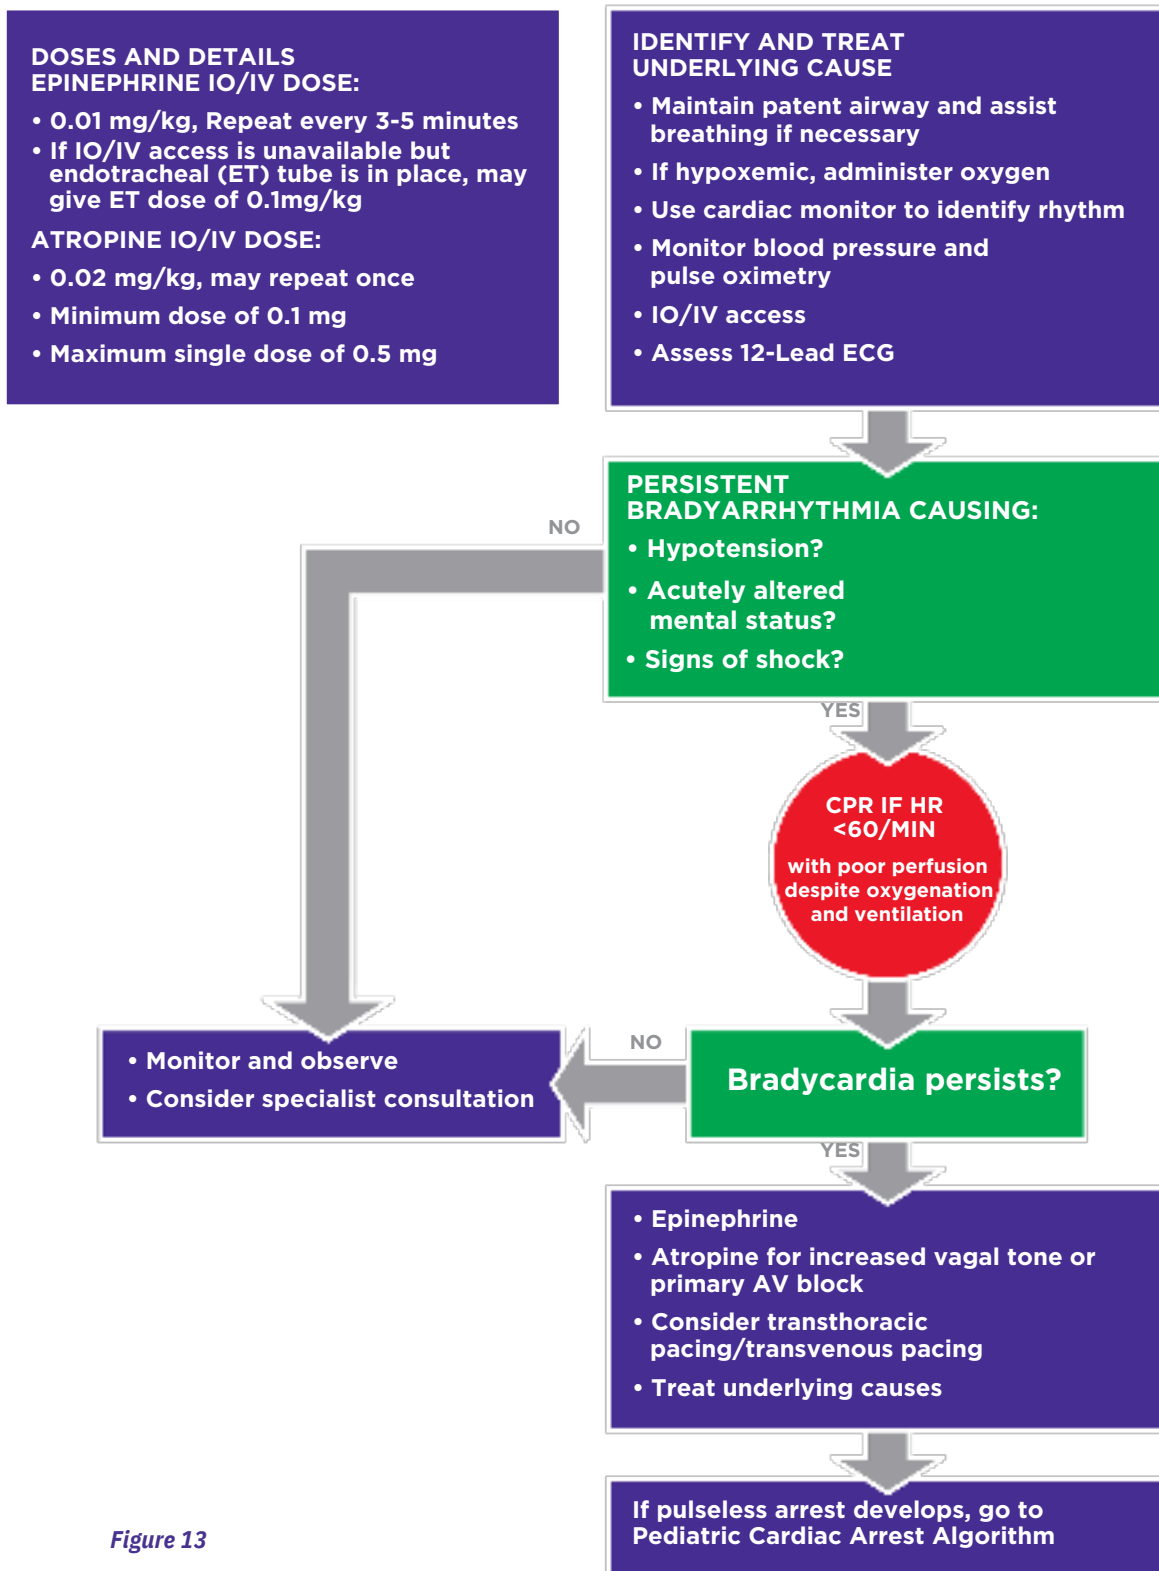 DOSES AND DETAILS
EPINEPHRINE IO/IV DOSE:
• 0.01 mg/kg, Repeat every 3-5 minutes
• If IO/IV access is unavailable but
endotracheal (ET) tube is in place, may
give ET dose of 0.1mg/kg
ATROPINE IO/IV DOSE:
• 0.02 mg/kg, may repeat once
• Minimum dose of 0.1 mg
• Maximum single dose of 0.5 mg
IDENTIFY AND TREAT
UNDERLYING CAUSE
• Maintain patent airway and assist
breathing if necessary
• If hypoxemic, administer oxygen
• Use cardiac monitor to identify rhythm
• Monitor blood pressure and
pulse oximetry
• IO/IV access
• Assess 12-Lead ECG
PERSISTENT
BRADYARRHYTHMIA CAUSING:
• Hypotension?
• Acutely altered
mental status?
• Signs of shock?
NO
YES
CPR IF HR
<60/MIN
with poor perfusion
despite oxygenation
and ventilation
Bradycardia persists?
NO
• Monitor and observe
• Consider specialist consultation
YES
• Epinephrine
• Atropine for increased vagal tone or
primary AV block
• Consider transthoracic
pacing/transvenous pacing
• Treat underlying causes
If pulseless arrest develops, go to
Pediatric Cardiac Arrest Algorithm
Figure 13